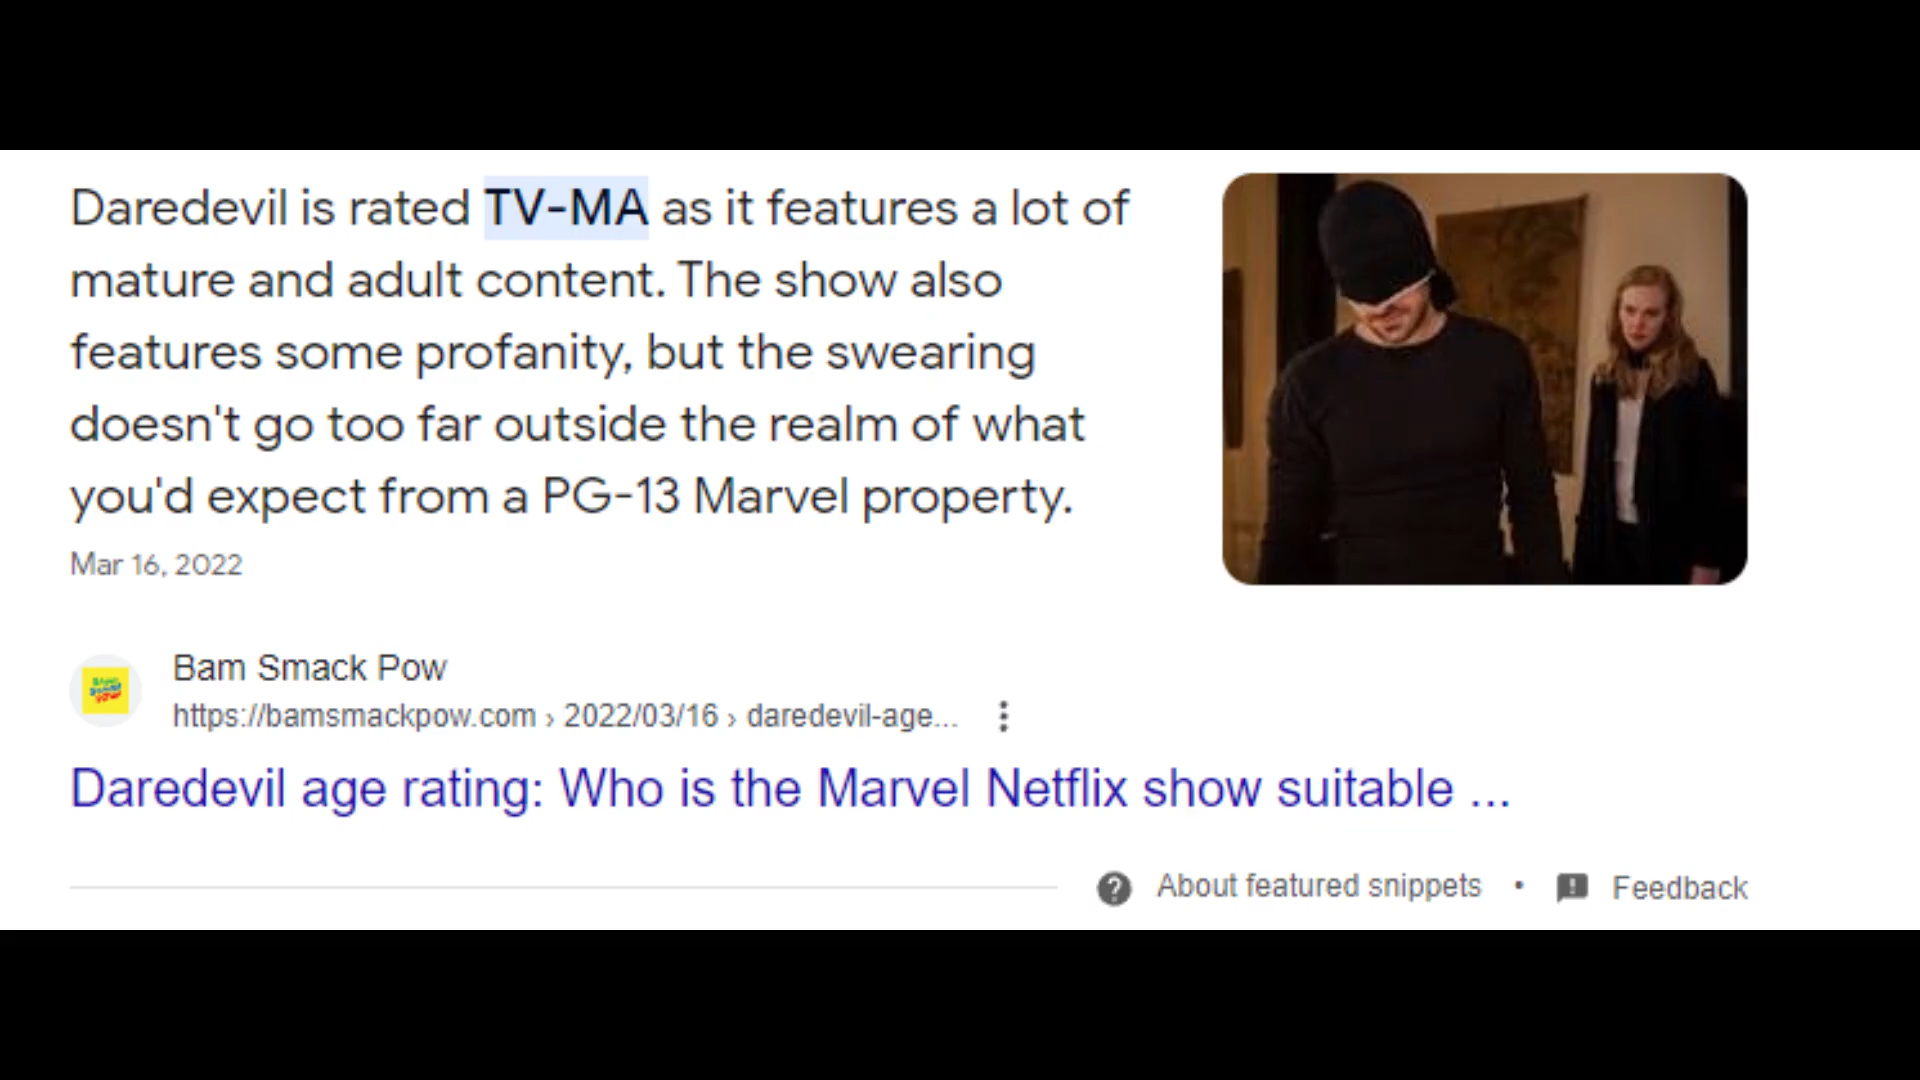 Daredevil is rated TV-MA as it features a lot of
mature and adult content. The show also
features some profanity, but the swearing
doesn't go too far outside the realm of what
you'd expect from a PG-13 Marvel property.
Mar 16, 2022
Bam Smack Pow
https://bamsmackpow.com › 2022/03/16 › daredevil-age...
Daredevil age rating: Who is the Marvel Netflix show suitable ...
About featured snippets • Feedback